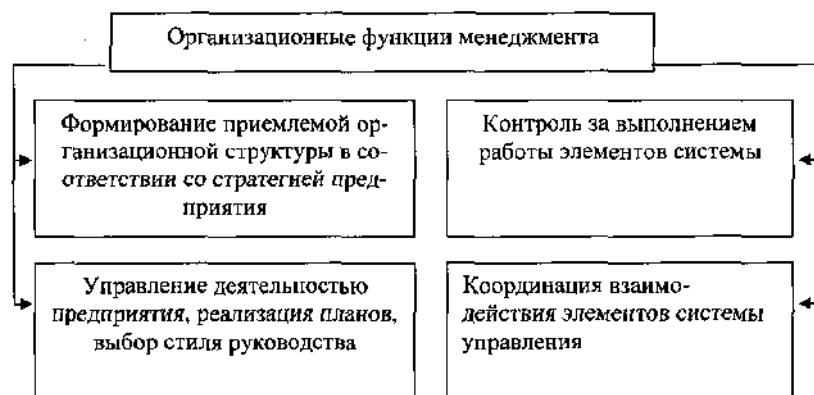 Организационные функции менеджмента
Формирование приемлемой ор-
ганизационной структуры в со-
ответствии со стратегией пред-
приятия
Контроль за выполнением
работы элементов системы
Управление деятельностью
предприятия, реализация планов,
выбор стиля руководства
Координация взаимо-
действия элементов системы
управления